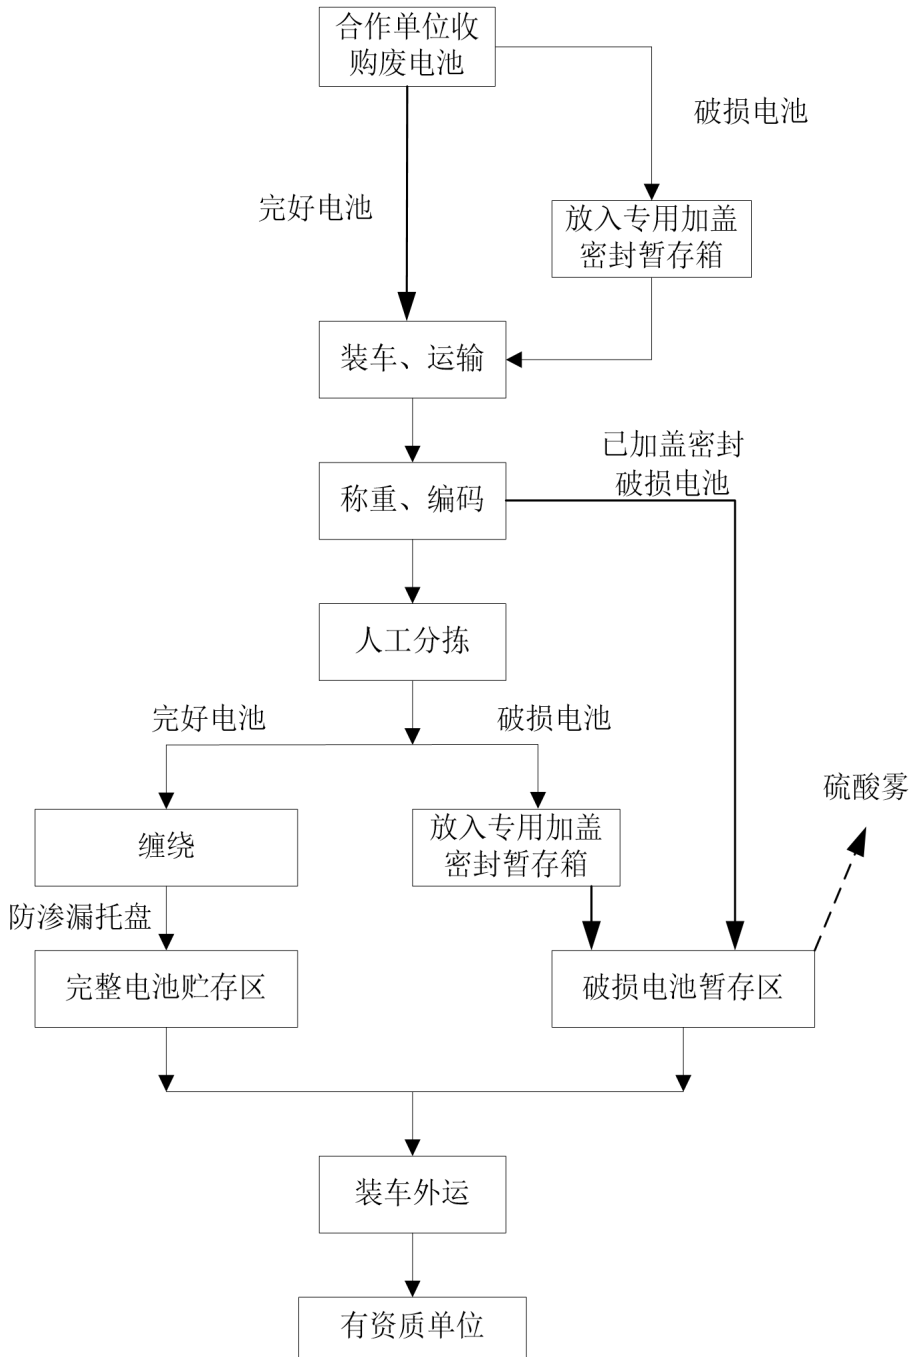 合作单位收
购废电池
破损电池
完好电池
放入专用加盖
密封暂存箱
装车、运输
已加盖密封
破损电池
称重、编码
人工分拣
完好电池
破损电池
硫酸雾
缠绕
放入专用加盖
密封暂存箱
防渗漏托盘
完整电池贮存区
破损电池暂存区
装车外运
有资质单位